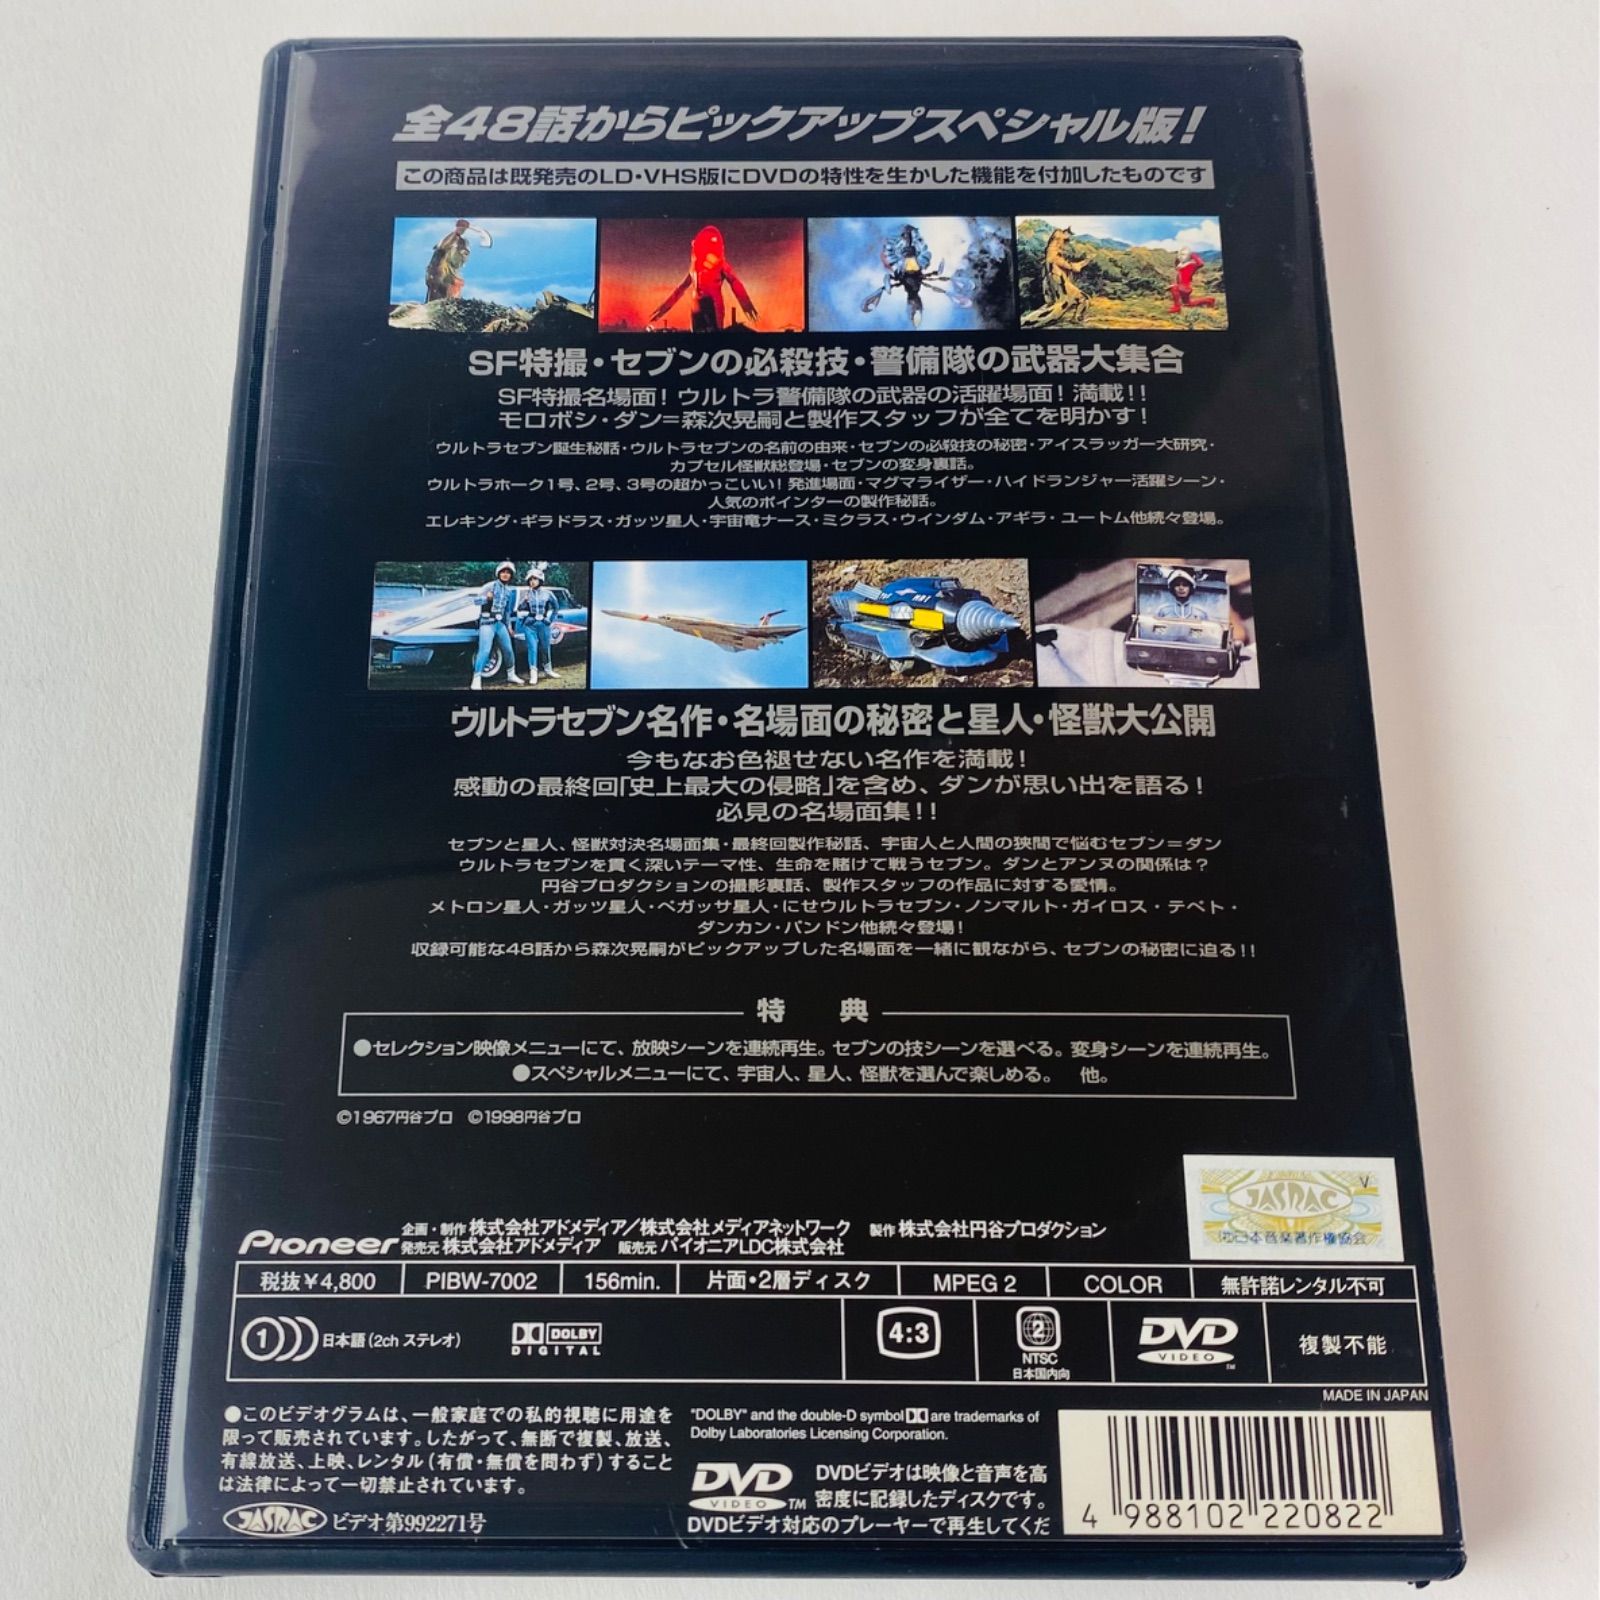 全48話からピックアップスペシャル版!
この商品は既発売のLD・VHS版にDVDの特性を生かした機能を付加したものです
SF特撮・セブンの必殺技・警備隊の武器大集合
SF特撮名場面!ウルトラ警備隊の武器の活躍場面!満載!!
モロボシ・ダン=森次晃嗣と製作スタッフが全てを明かす!
ウルトラセブン誕生秘話・ウルトラセブンの名前の由来・セブンの必殺技の秘密・アイスラッガー大研究・
カプセル怪獣総登場・セブンの変身裏話。
ウルトラホーク1号、2号、3号の超かっこいい!発進場面・マグマライザー・ハイドランジャー活躍シーン・
人気のポインターの製作秘話。
エレキング・ギラドラス・ガッツ星人・宇宙竜ナース・ミクラス・ウインダム・アギラ・ユートム他続々登場。
ウルトラセブン名作・名場面の秘密と星人・怪獣大公開
今もなお色褪せない名作を満載!
感動の最終回「史上最大の侵略」を含め、ダンが思い出を語る!
必見の名場面集!!
セブンと星人、怪獣対決名場面集・最終回製作秘話、宇宙人と人間の狭間で悩むセブン=ダン
ウルトラセブンを貫く深いテーマ性、生命を賭けて戦うセブン。ダンとアンヌの関係は?
円谷プロダクションの撮影裏話、製作スタッフの作品に対する愛情。
メトロン星人・ガッツ星人・ペガッサ星人・にせウルトラセブン・ノンマルト・ガイロス・テペト・
ダンカン・パンドン他続々登場!
収録可能な48話から森次晃嗣がピックアップした名場面を一緒に観ながら、セブンの秘密に迫る!!
特 典
●セレクション映像メニューにて、放映シーンを連続再生。セブンの技シーンを選べる。変身シーンを連続再生。
●スペシャルメニューにて、宇宙人、星人、怪獣を選んで楽しめる。 他。
©1967円谷プロ ©1998円谷プロ
JASRAC
V
(社)日本音楽著作権協会
Pioneer
企画・制作 株式会社アドメディア/株式会社メディアネットワーク 製作 株式会社円谷プロダクション
発売元 株式会社アドメディア 販売元 パイオニアLDC株式会社
税抜¥4,800 PIBW-7002 156min. 片面・2層ディスク MPEG 2 COLOR 無許諾レンタル不可
1 日本語(2ch ステレオ) DOLBY DIGITAL 4:3 2 NTSC 日本国内向 DVD VIDEO TM 複製不能
MADE IN JAPAN
●このビデオグラムは、一般家庭での私的視聴に用途を
限って販売されています。したがって、無断で複製、放送、
有線放送、上映、レンタル(有償・無償を問わず)すること
は法律によって一切禁止されています。
JASRAC ビデオ第992271号
"DOLBY" and the double-D symbol are trademarks of
Dolby Laboratories Licensing Corporation.
DVD VIDEO TM
DVDビデオは映像と音声を高
密度に記録したディスクです。
DVDビデオ対応のプレーヤーで再生してくだ
4 988102 220822